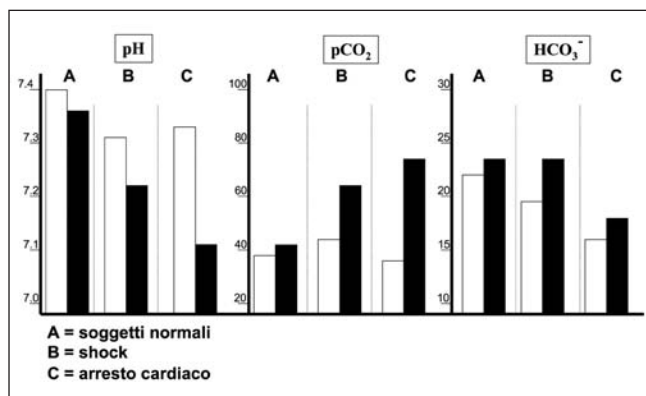 pH
A B C
7.4
7.3
7.2
7.1
7.0
pCO₂
A B C
100
80
60
40
20
HCO₃⁻
A B C
30
25
20
15
10
A = soggetti normali
B = shock
C = arresto cardiaco